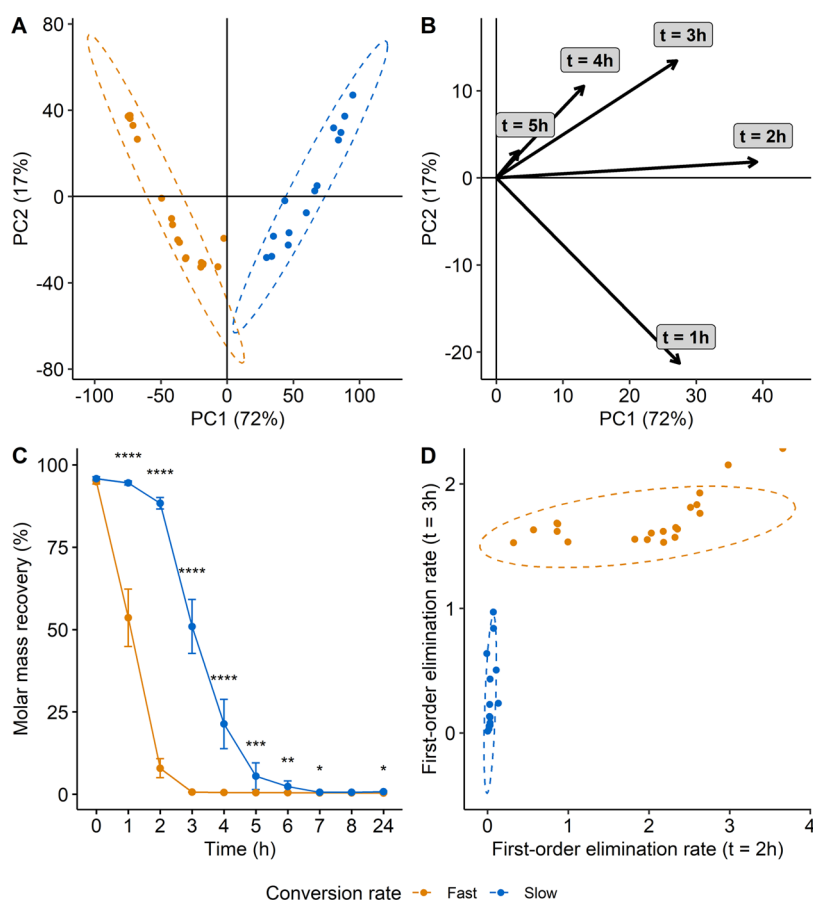 A
80
40
0
-40
-80
PC2 (17%)
-100 -50 0 50 100
PC1 (72%)
B
t = 3h
t = 4h
t = 5h
t = 2h
t = 1h
10
0
-10
-20
PC2 (17%)
0 10 20 30 40
PC1 (72%)
C
100
75
50
25
0
Molar mass recovery (%)
****
****
****
****
***
**
*
*
0 1 2 3 4 5 6 7 8 24
Time (h)
D
2
1
0
First-order elimination rate (t = 3h)
0 1 2 3 4
First-order elimination rate (t = 2h)
Conversion rate Fast Slow